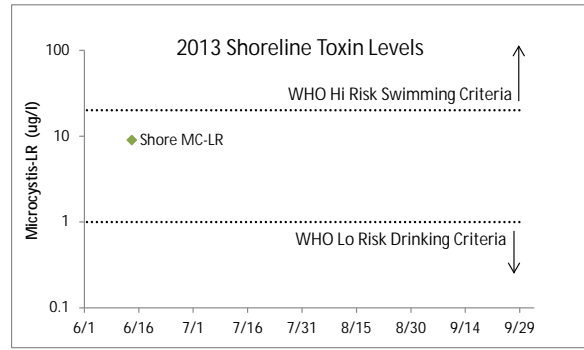 2013 Shoreline Toxin Levels
Microcystis-LR (ug/l)
100
10
1
0.1
WHO Hi Risk Swimming Criteria
Shore MC-LR
WHO Lo Risk Drinking Criteria
6/1 6/16 7/1 7/16 7/31 8/15 8/30 9/14 9/29